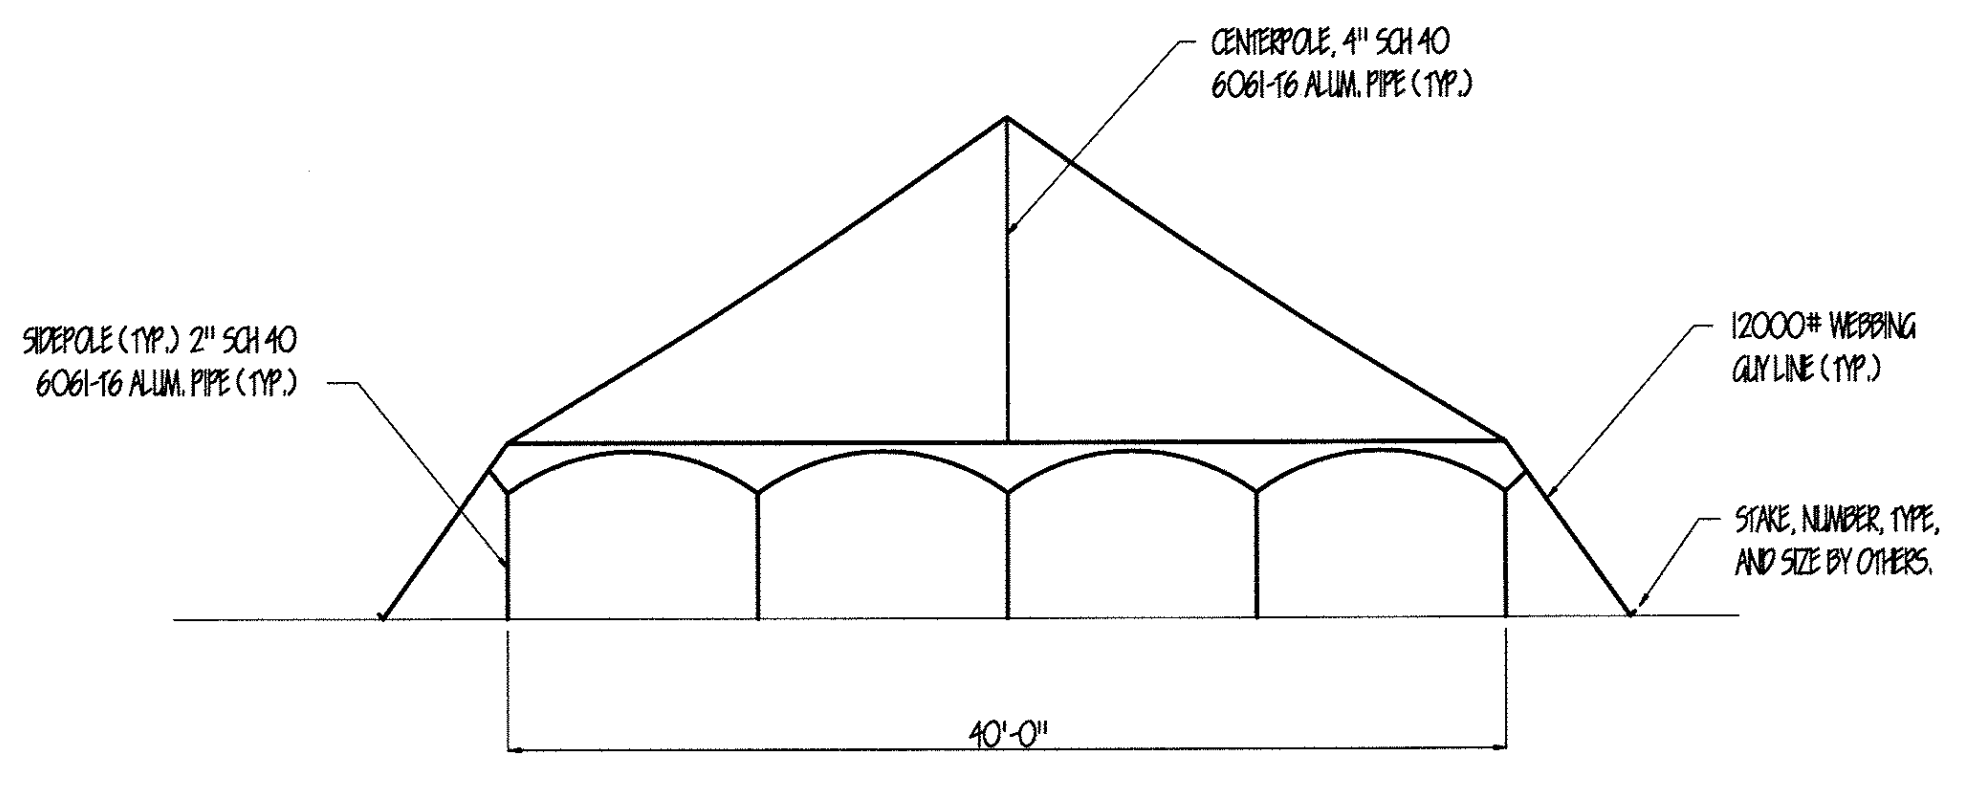 CENTERPOLE, 4" SCH 40
6061-T6 ALUM. PIPE (TYP.)
SIDEPOLE (TYP.) 2" SCH 40
6061-T6 ALUM. PIPE (TYP.)
12000# WEBBING
GUY LINE (TYP.)
STAKE, NUMBER, TYPE,
AND SIZE BY OTHERS.
40'-0"